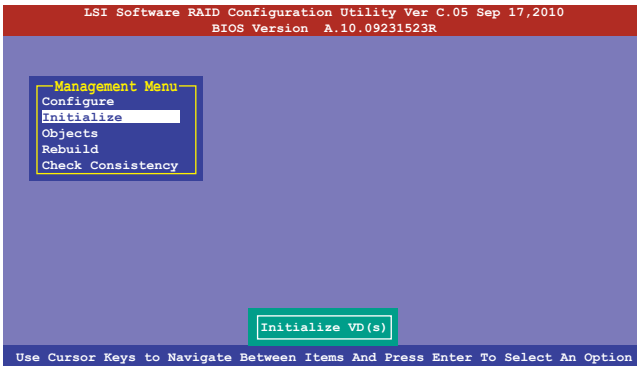 LSI Software RAID Configuration Utility Ver C.05 Sep 17,2010
BIOS Version A.10.09231523R
Management Menu
Configure
Initialize
Objects
Rebuild
Check Consistency
Initialize VD(s)
Use Cursor Keys to Navigate Between Items And Press Enter To Select An Option